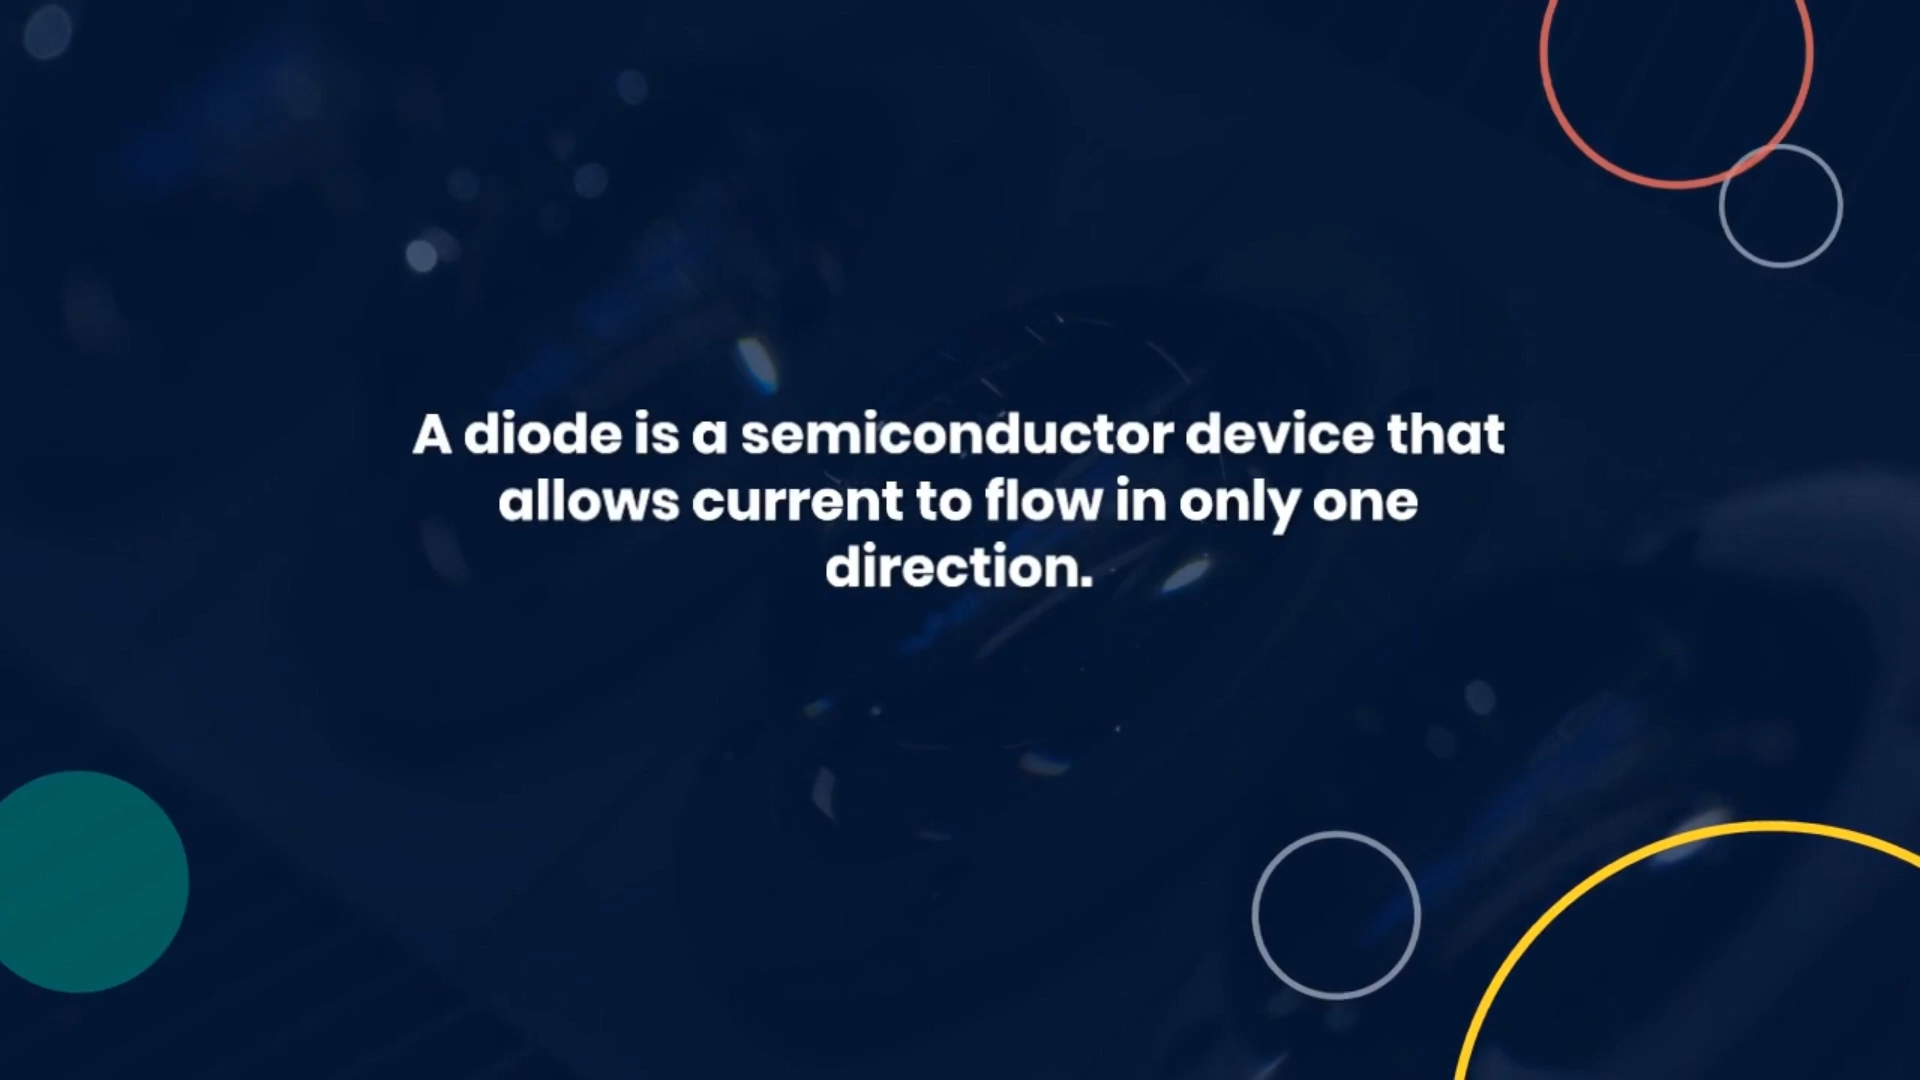 A diode is a semiconductor device that
allows current to flow in only one
direction.